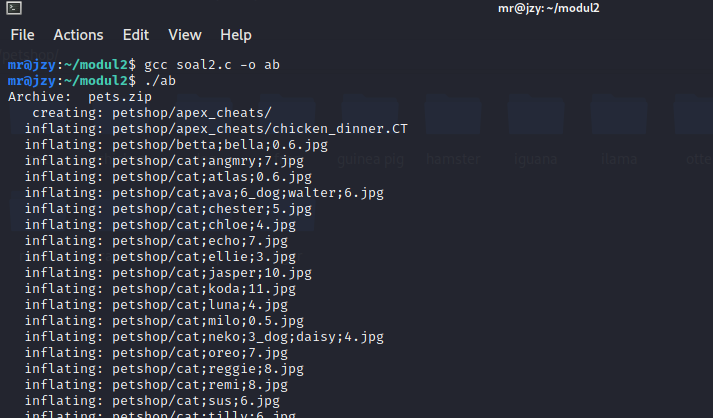 mr@jzy: ~/modul2
File Actions Edit View Help
mr@jzy:~/modul2$ gcc soal2.c -o ab
mr@jzy:~/modul2$ ./ab
Archive:  pets.zip
   creating: petshop/apex_cheats/
  inflating: petshop/apex_cheats/chicken_dinner.CT
  inflating: petshop/betta;bella;0.6.jpg
  inflating: petshop/cat;angmry;7.jpg
  inflating: petshop/cat;atlas;0.6.jpg
  inflating: petshop/cat;ava;6_dog;walter;6.jpg
  inflating: petshop/cat;chester;5.jpg
  inflating: petshop/cat;chloe;4.jpg
  inflating: petshop/cat;echo;7.jpg
  inflating: petshop/cat;ellie;3.jpg
  inflating: petshop/cat;jasper;10.jpg
  inflating: petshop/cat;koda;11.jpg
  inflating: petshop/cat;luna;4.jpg
  inflating: petshop/cat;milo;0.5.jpg
  inflating: petshop/cat;neko;3_dog;daisy;4.jpg
  inflating: petshop/cat;oreo;7.jpg
  inflating: petshop/cat;reggie;8.jpg
  inflating: petshop/cat;remi;8.jpg
  inflating: petshop/cat;sus;6.jpg
  inflating: petshop/cat;tilly;6.jpg
guinea pig hamster iguana llama